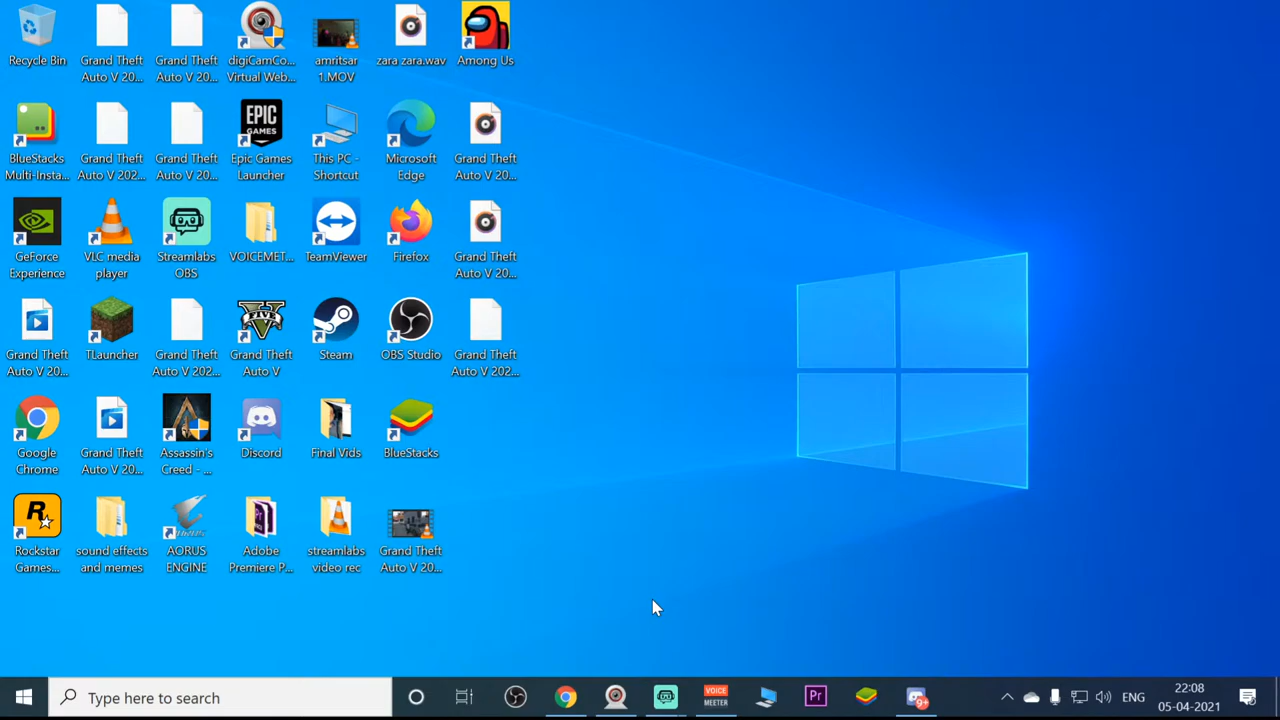 Recycle Bin
Grand Theft
Auto V 20...
Grand Theft
Auto V 20...
digiCamCo...
Virtual Web...
amritsar
1.MOV
zara zara.wav
Among Us
BlueStacks
Multi-Insta...
Grand Theft
Auto V 202...
Grand Theft
Auto V 20...
EPIC
GAMES
Epic Games
Launcher
This PC -
Shortcut
Microsoft
Edge
Grand Theft
Auto V 20...
GeForce
Experience
VLC media
player
Streamlabs
OBS
VOICEMET...
TeamViewer
Firefox
Grand Theft
Auto V 20...
Grand Theft
Auto V 20...
TLauncher
Grand Theft
Auto V 202...
V
Grand Theft
Auto V
Steam
OBS Studio
Grand Theft
Auto V 202...
Google
Chrome
Grand Theft
Auto V 20...
Assassin's
Creed - ...
Discord
Final Vids
BlueStacks
R
Rockstar
Games...
sound effects
and memes
AORUS
ENGINE
Pr
Adobe
Premiere P...
streamlabs
video rec
Grand Theft
Auto V 20...
Type here to search
VOICE
MEETER
Pr
9+
ENG
22:08
05-04-2021